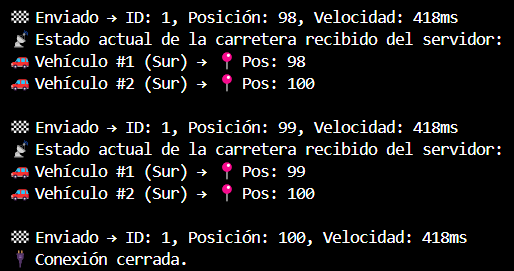 🏁 Enviado → ID: 1, Posición: 98, Velocidad: 418ms
📡 Estado actual de la carretera recibido del servidor:
🚗 Vehículo #1 (Sur) → 📍 Pos: 98
🚗 Vehículo #2 (Sur) → 📍 Pos: 100
🏁 Enviado → ID: 1, Posición: 99, Velocidad: 418ms
📡 Estado actual de la carretera recibido del servidor:
🚗 Vehículo #1 (Sur) → 📍 Pos: 99
🚗 Vehículo #2 (Sur) → 📍 Pos: 100
🏁 Enviado → ID: 1, Posición: 100, Velocidad: 418ms
🔌 Conexión cerrada.